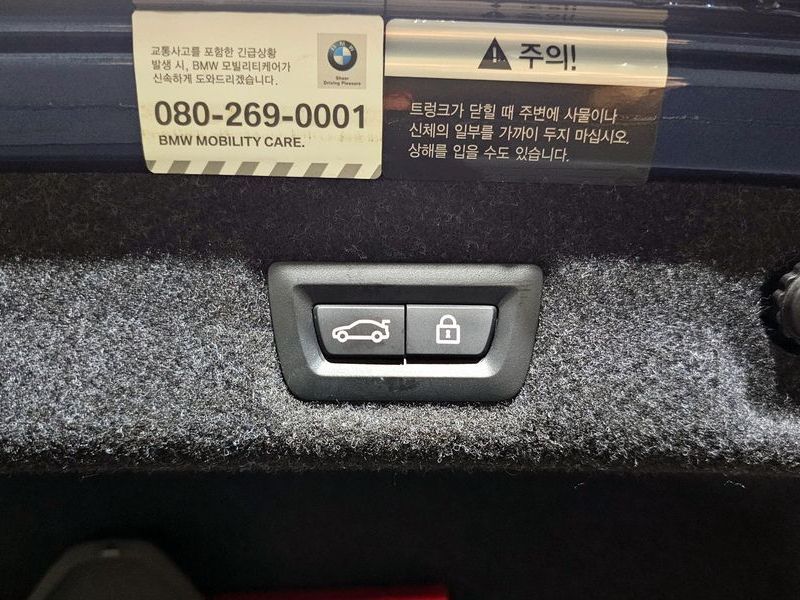 교통사고를 포함한 긴급상황
발생 시, BMW 모빌리티케어가
신속하게 도와드리겠습니다.
BMW
Sheer
Driving Pleasure
080-269-0001
BMW MOBILITY CARE.
주의!
트렁크가 닫힐 때 주변에 사물이나
신체의 일부를 가까이 두지 마십시오.
상해를 입을 수도 있습니다.